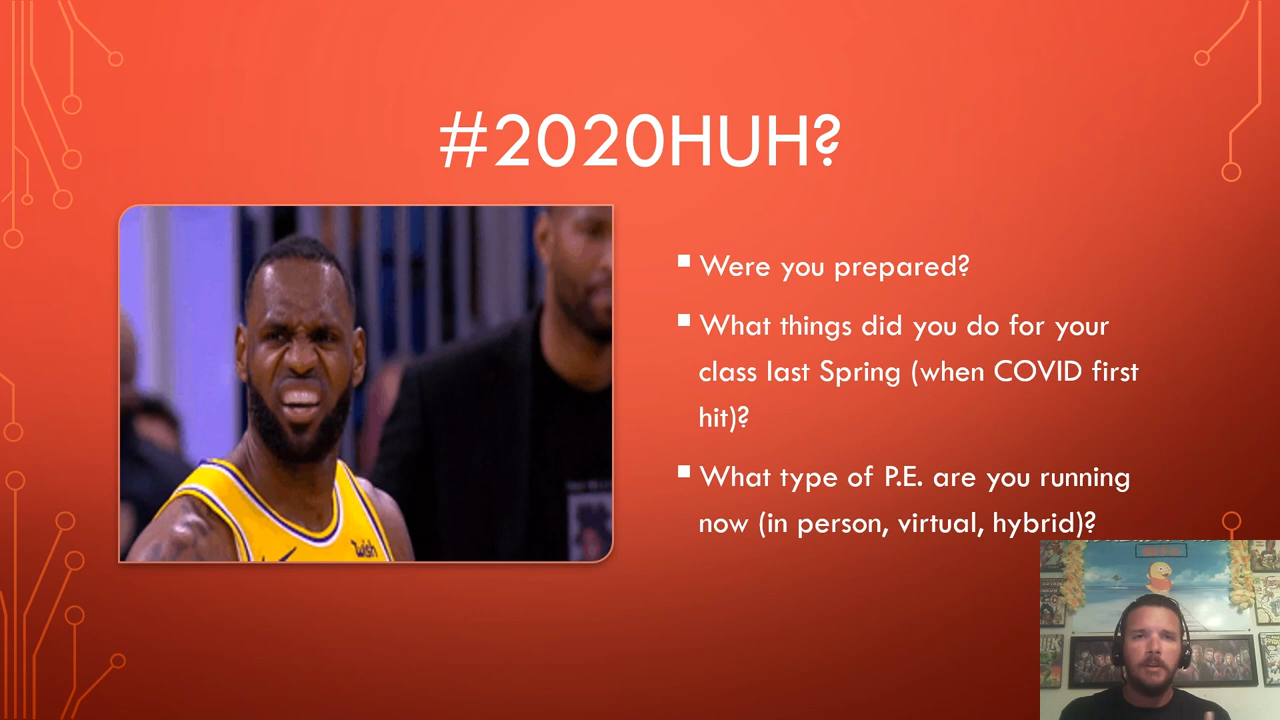 #2020HUH?
Were you prepared?
What things did you do for your
class last Spring (when COVID first
hit)?
What type of P.E. are you running
now (in person, virtual, hybrid)?
wish